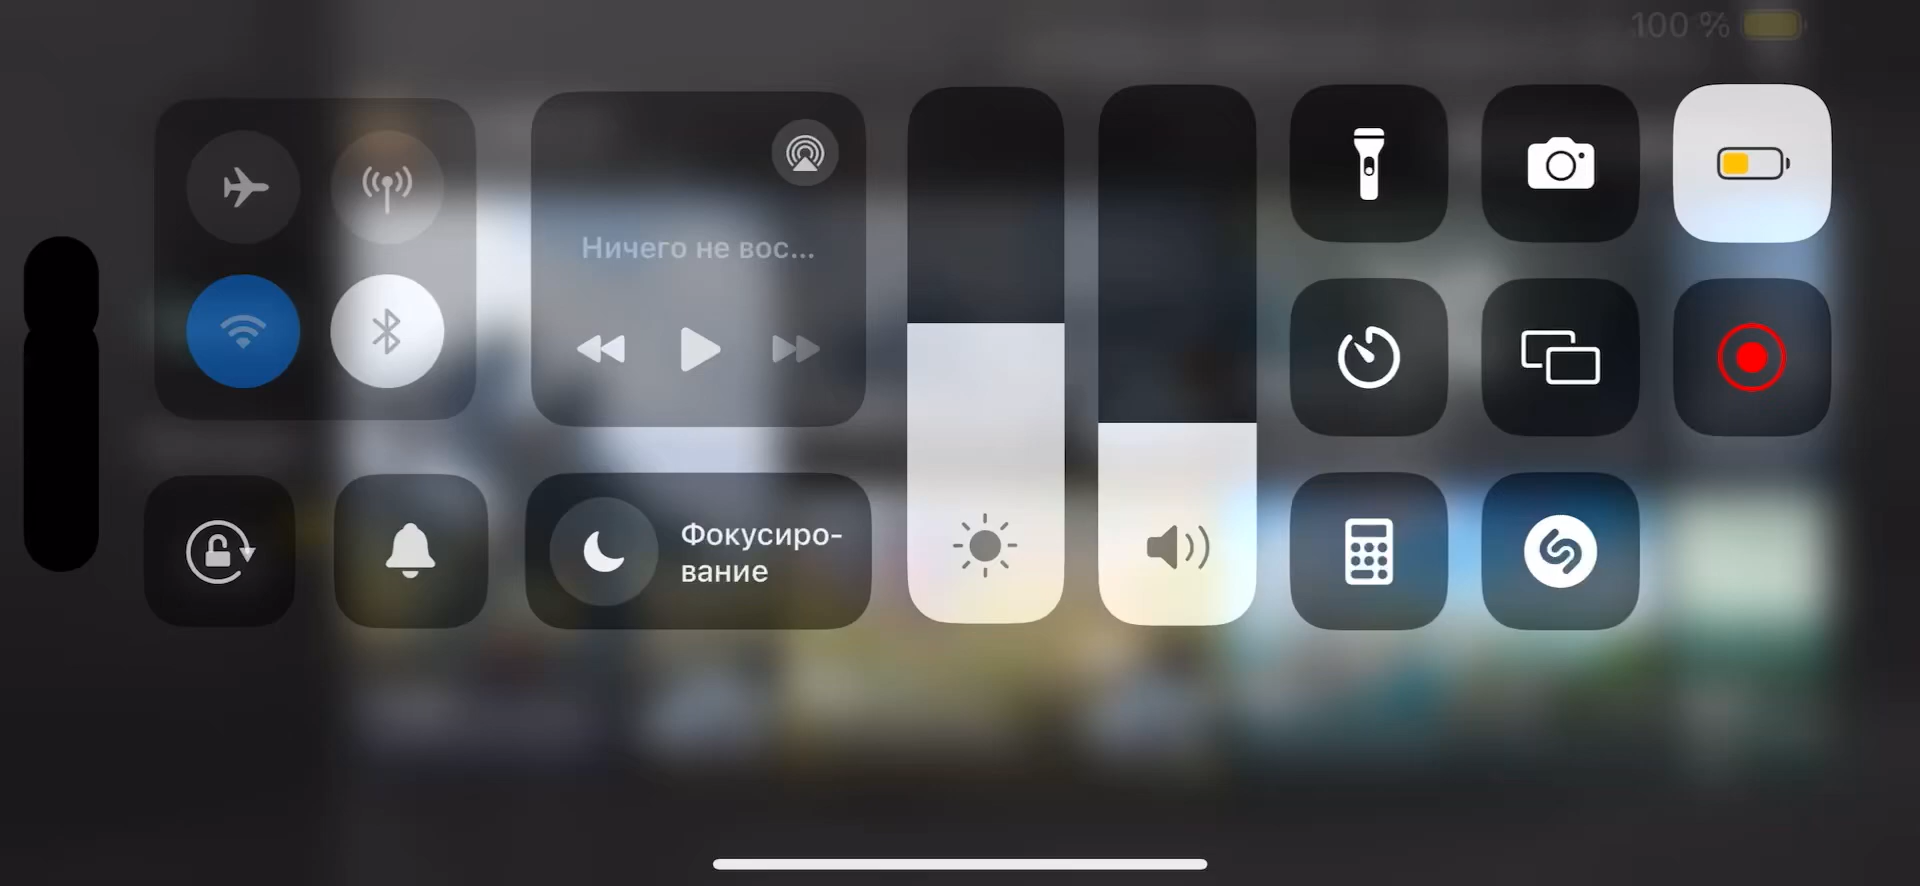 100 %
Ничего не вос...
Фокусиро-
вание